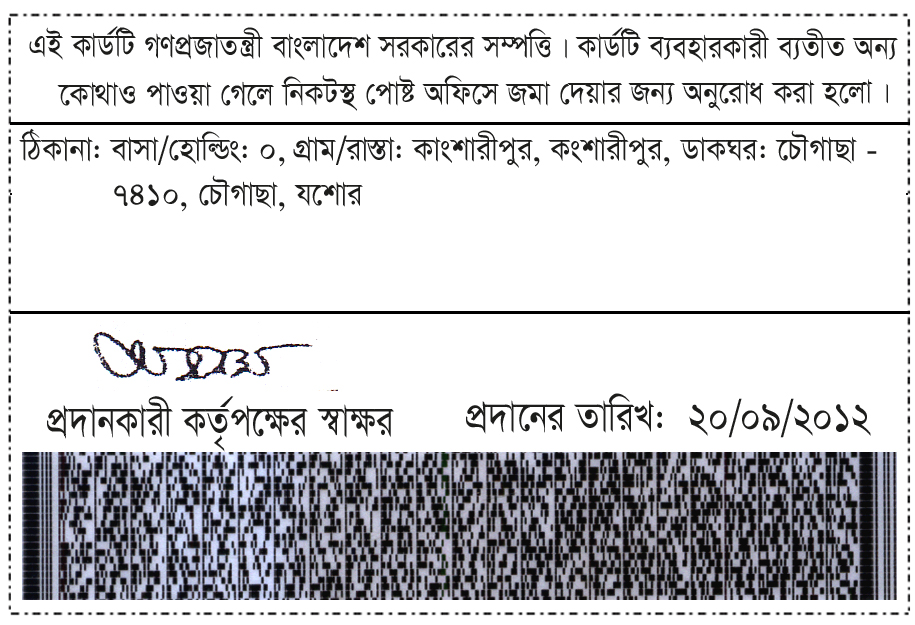 এই কার্ডটি গণপ্রজাতন্ত্রী বাংলাদেশ সরকারের সম্পত্তি। কার্ডটি ব্যবহারকারী ব্যতীত অন্য
কোথাও পাওয়া গেলে নিকটস্থ পোষ্ট অফিসে জমা দেয়ার জন্য অনুরোধ করা হলো।
ঠিকানা: বাসা/হোল্ডিং: ০, গ্রাম/রাস্তা: কাংশারীপুর, কংশারীপুর, ডাকঘর: চৌগাছা -
৭৪১০, চৌগাছা, যশোর
প্রদানকারী কর্তৃপক্ষের স্বাক্ষর প্রদানের তারিখ: ২০/০৯/২০১২